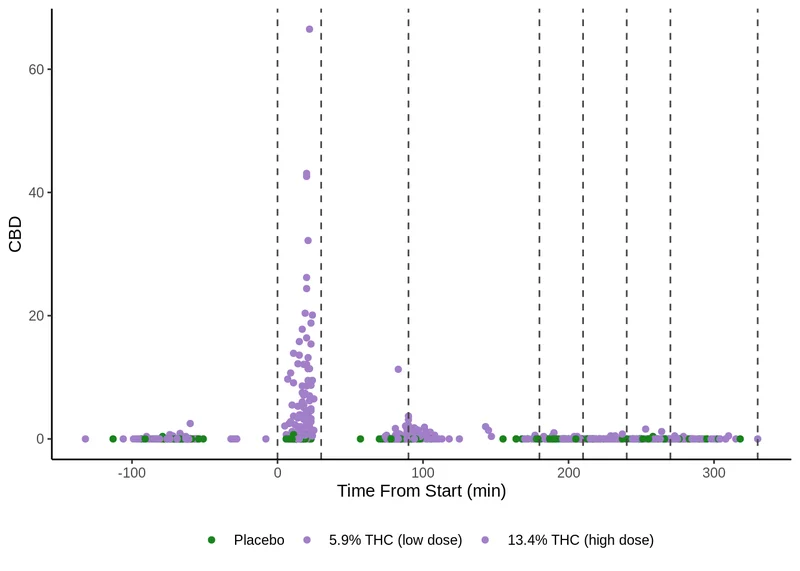 60
40
20
0
CBD
-100 0 100 200 300
Time From Start (min)
Placebo 5.9% THC (low dose) 13.4% THC (high dose)